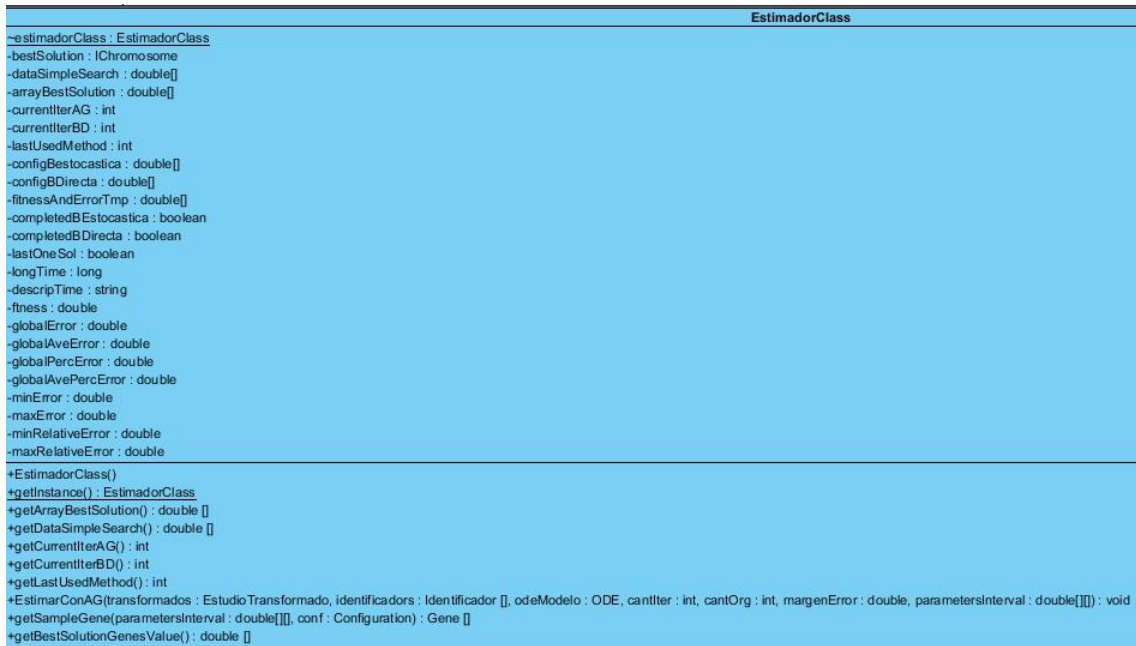 EstimadorClass
~estimadorClass : EstimadorClass
-bestSolution : IChromosome
-dataSimpleSearch : double[]
-arrayBestSolution : double[]
-currentIterAG : int
-currentIterBD : int
-lastUsedMethod : int
-configBestocastica : double[]
-configBDirecta : double[]
-fitnessAndErrorTmp : double[]
-completedBEstocastica : boolean
-completedBDirecta : boolean
-lastOneSol : boolean
-longTime : long
-descripTime : string
-ftness : double
-globalError : double
-globalAveError : double
-globalPercError : double
-globalAvePercError : double
-minError : double
-maxError : double
-minRelativeError : double
-maxRelativeError : double
+EstimadorClass()
+getInstance() : EstimadorClass
+getArrayBestSolution() : double []
+getDataSimpleSearch() : double []
+getCurrentIterAG() : int
+getCurrentIterBD() : int
+getLastUsedMethod() : int
+EstimarConAG(transformados : EstudioTransformado, identificadors : Identificador [], odeModelo : ODE, cantIter : int, cantOrg : int, margenError : double, parametersInterval : double[][]) : void
+getSampleGene(parametersInterval : double[][], conf : Configuration) : Gene []
+getBestSolutionGenesValue() : double []